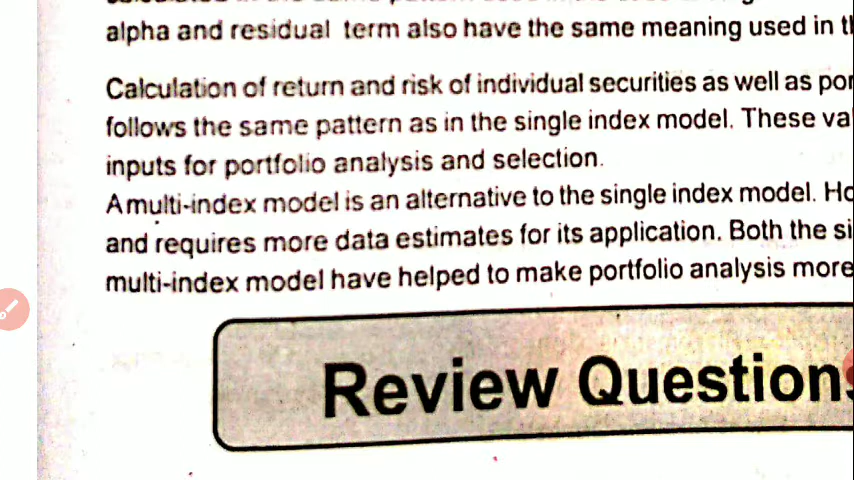 alpha and residual term also have the same meaning used in
Calculation of return and risk of individual securities as well as
follows the same pattern as in the single index model. These
inputs for portfolio analysis and selection.
A multi-index model is an alternative to the single index model.
and requires more data estimates for its application. Both the
multi-index model have helped to make portfolio analysis more
Review Questions